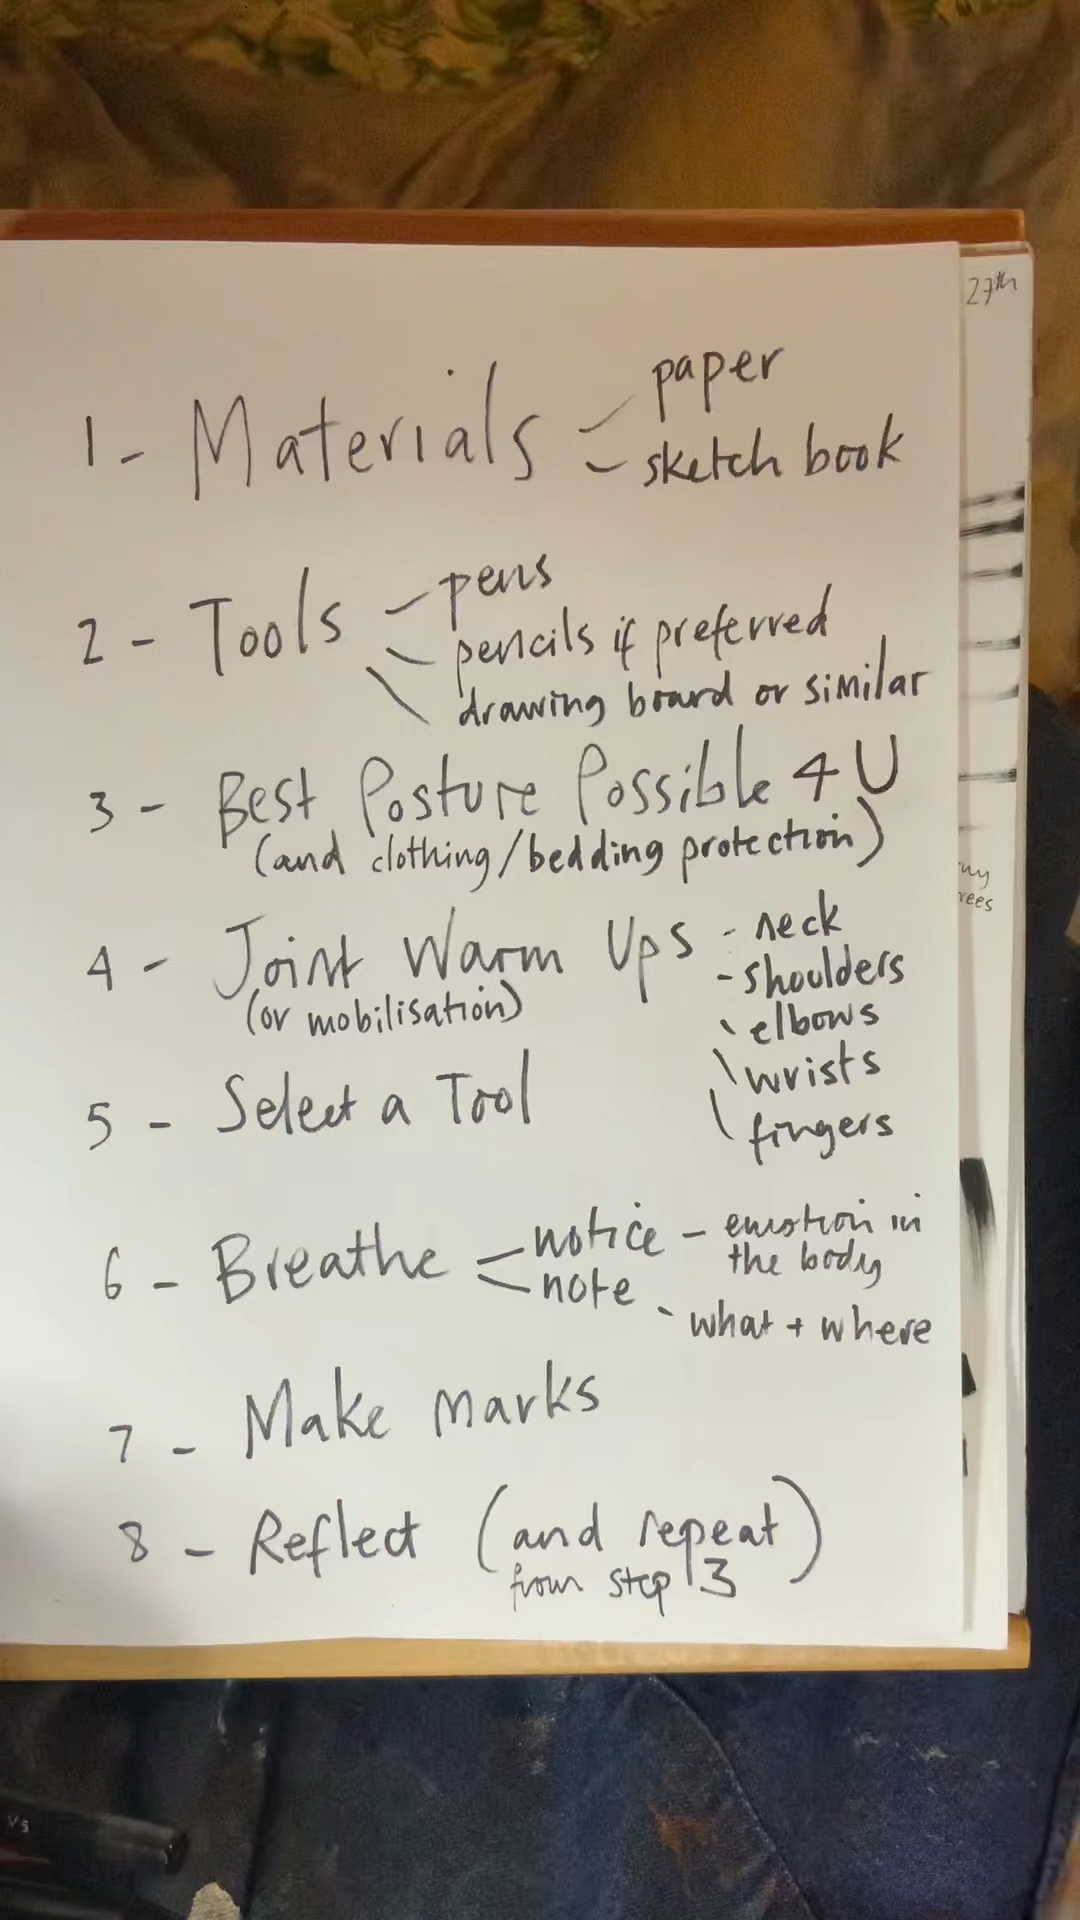 27th
1 - Materials - paper
- sketch book
2 - Tools - pens
- pencils if preferred
\ drawing board or similar
3 - Best Posture Possible 4 U
(and clothing/bedding protection)
4 - Joint Warm Ups - neck
(or mobilisation) - shoulders
- elbows
\ wrists
\ fingers
5 - Select a Tool
6 - Breathe - notice - emotion in
the body
- note - what + where
7 - Make marks
8 - Reflect (and repeat)
from step 3
rees
V5